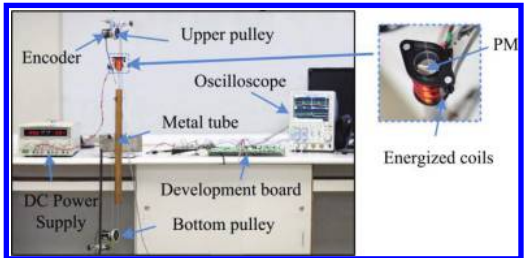 Upper pulley
PM
Encoder
Oscilloscope
Metal tube
Energized coils
DC Power
Supply
Development board
Bottom pulley